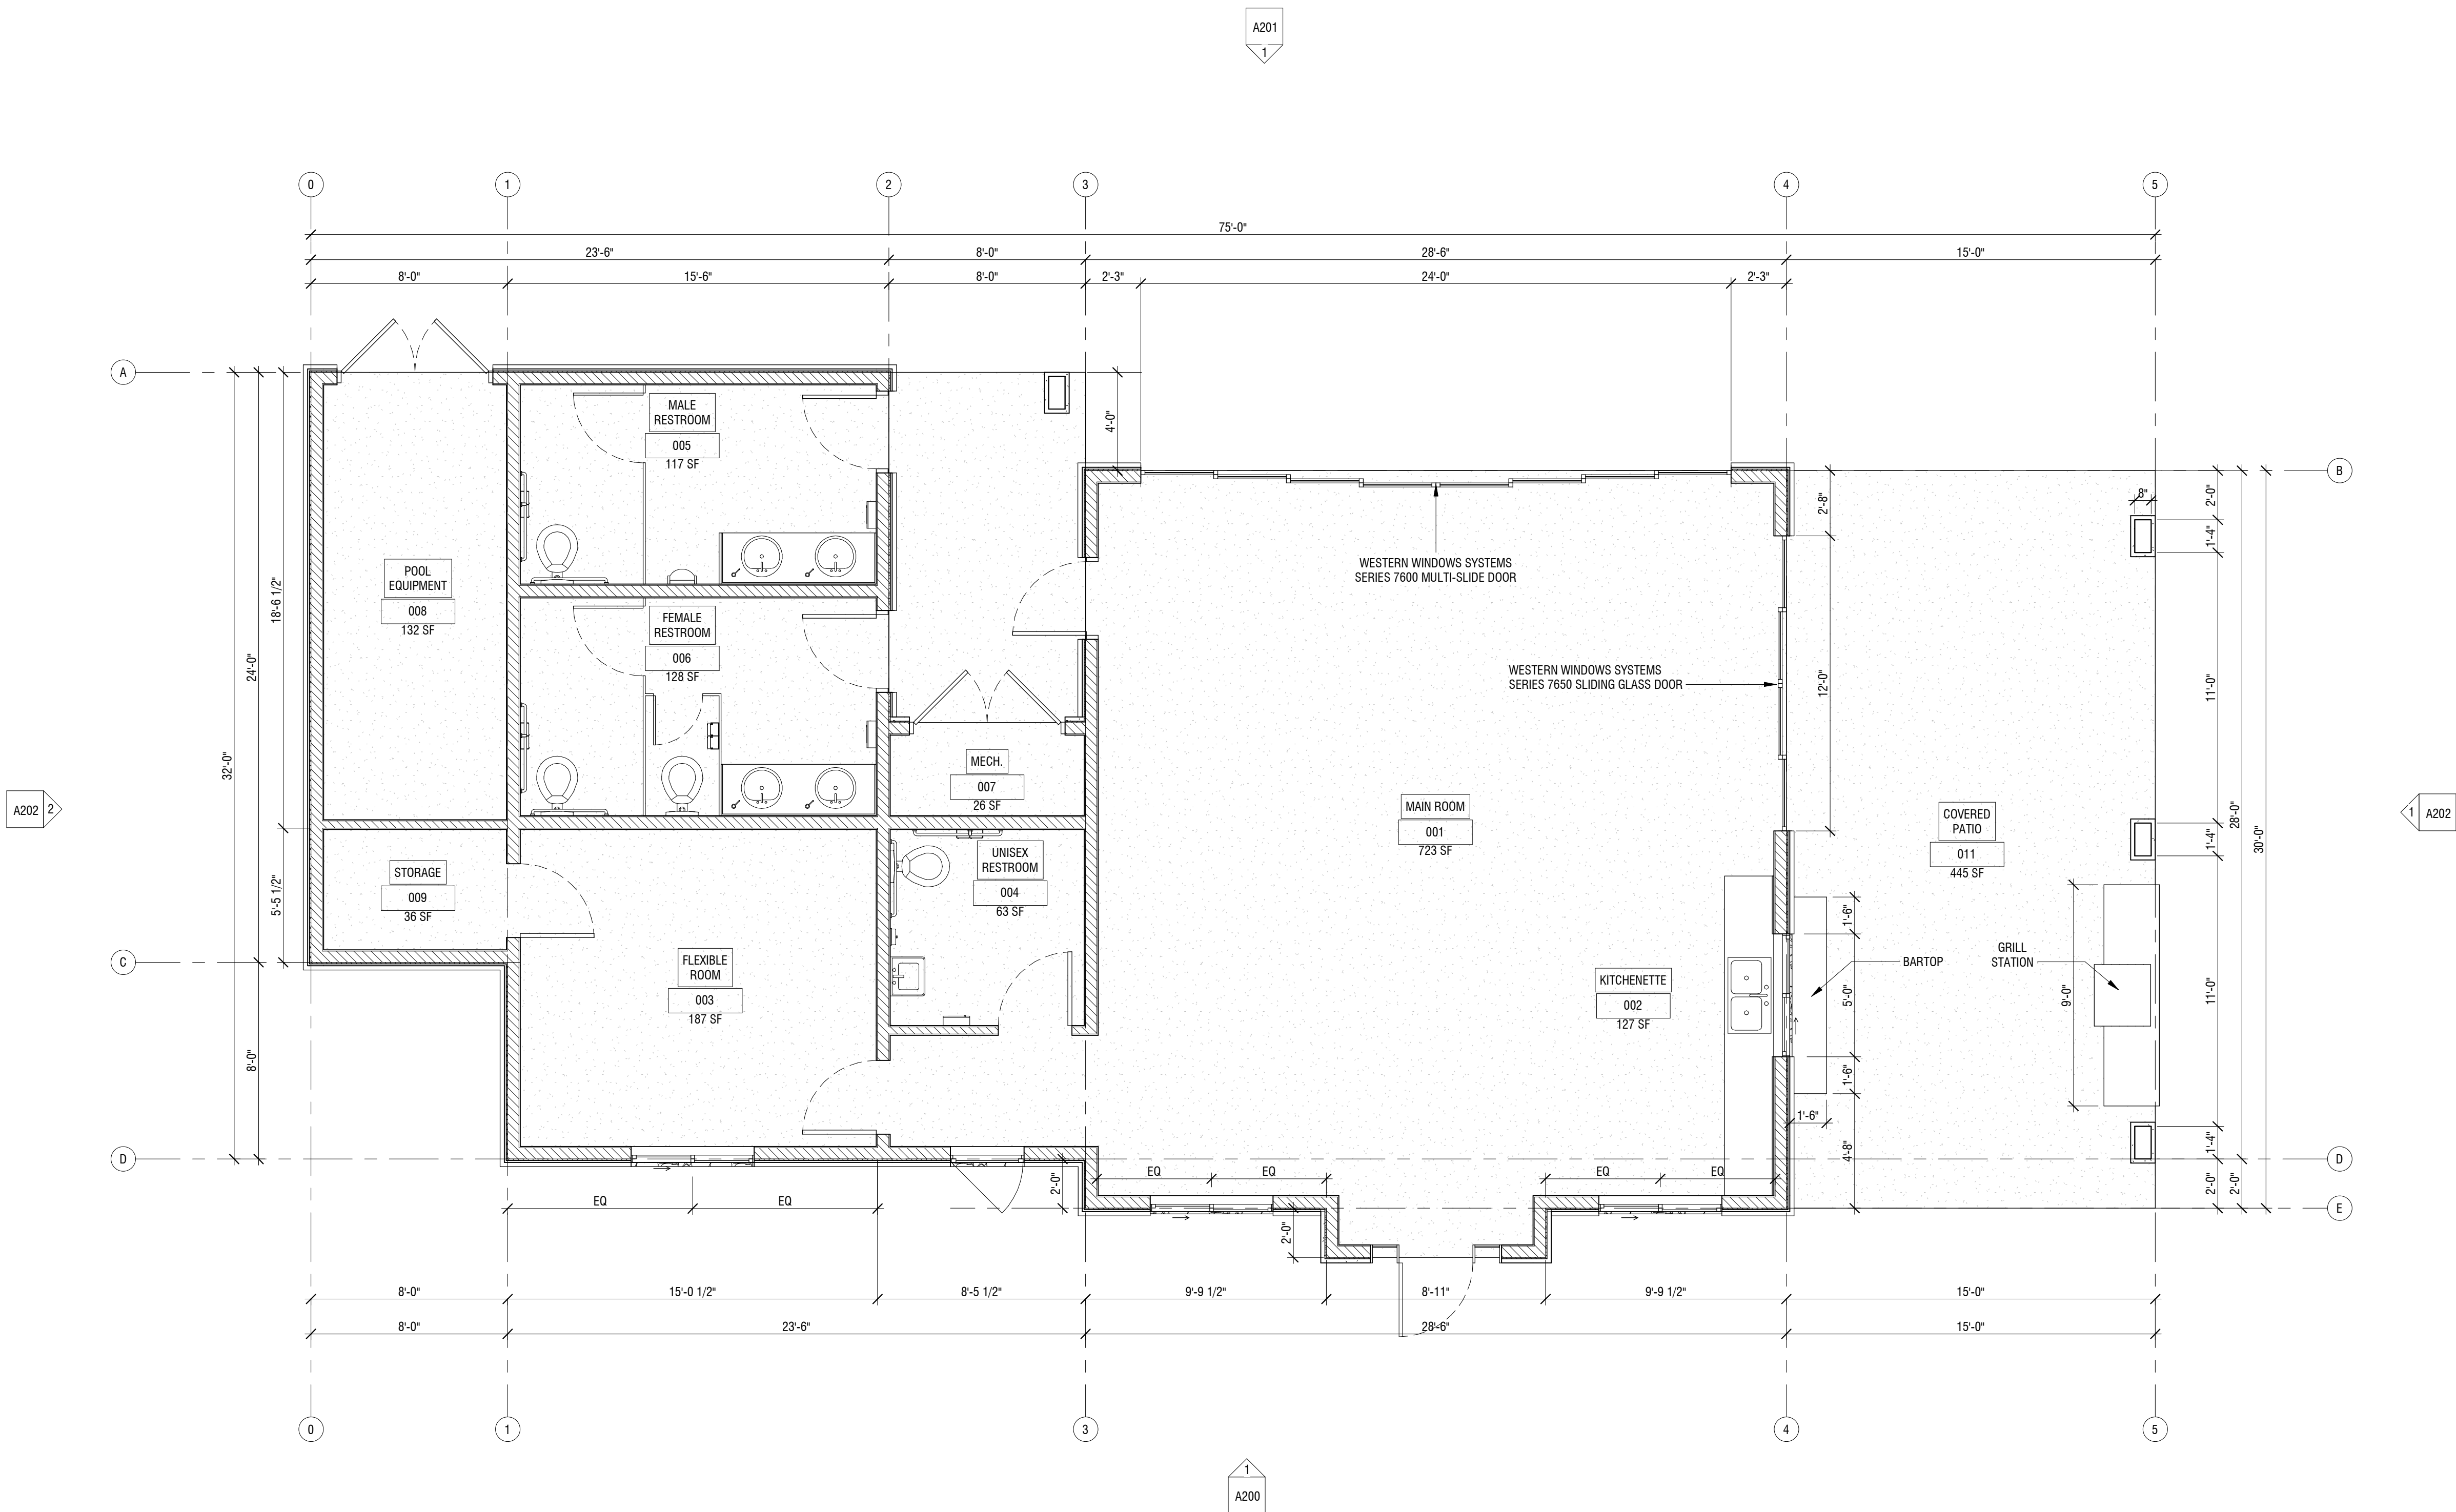 A201
1
0
1
2
3
4
5
75'-0"
23'-6"
8'-0"
28'-6"
15'-0"
8'-0"
15'-6"
8'-0"
2'-3"
24'-0"
2'-3"
A
B
C
D
D
E
32'-0"
24'-0"
8'-0"
18'-6 1/2"
5'-5 1/2"
4'-0"
MALE
RESTROOM
005
117 SF
POOL
EQUIPMENT
008
132 SF
FEMALE
RESTROOM
006
128 SF
MECH.
007
26 SF
STORAGE
009
36 SF
UNISEX
RESTROOM
004
63 SF
FLEXIBLE
ROOM
003
187 SF
WESTERN WINDOWS SYSTEMS
SERIES 7600 MULTI-SLIDE DOOR
WESTERN WINDOWS SYSTEMS
SERIES 7650 SLIDING GLASS DOOR
MAIN ROOM
001
723 SF
KITCHENETTE
002
127 SF
COVERED
PATIO
011
445 SF
BARTOP
GRILL
STATION
2'-8"
12'-0"
1'-6"
5'-0"
1'-6"
4'-8"
1'-6"
9'-0"
8"
2'-0"
1'-4"
11'-0"
1'-4"
11'-0"
1'-4"
2'-0"
28'-0"
2'-0"
30'-0"
A202
2
1
A202
EQ
EQ
EQ
EQ
EQ
EQ
2'-0"
2'-0"
8'-0"
15'-0 1/2"
8'-5 1/2"
9'-9 1/2"
8'-11"
9'-9 1/2"
15'-0"
8'-0"
23'-6"
28'-6"
15'-0"
0
1
3
4
5
1
A200